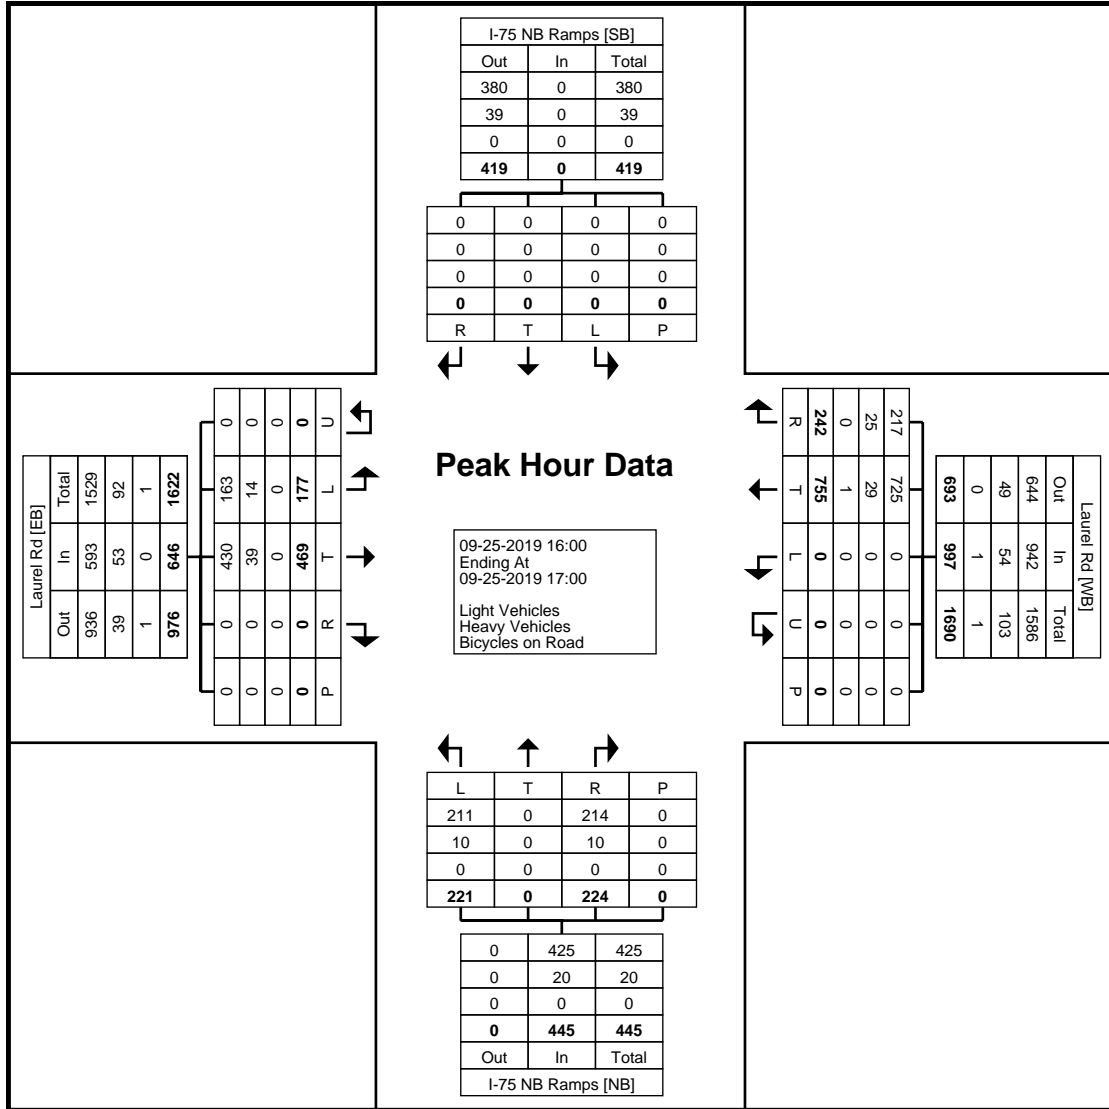 I-75 NB Ramps [SB]
Out In Total
380 0 380
39 0 39
0 0 0
419 0 419
0 0 0 0
0 0 0 0
0 0 0 0
0 0 0 0
R T L P
Laurel Rd [EB]
Total 1529 92 1 1622
In 593 53 0 646
Out 936 39 1 976
0 0 0 0 U
163 14 0 177 L
430 39 0 469 T
0 0 0 0 R
0 0 0 0 P
Peak Hour Data
09-25-2019 16:00
Ending At
09-25-2019 17:00
Light Vehicles
Heavy Vehicles
Bicycles on Road
R 242 0 25 217
T 755 1 29 725
L 0 0 0 0
U 0 0 0 0
P 0 0 0 0
693 0 49 644 Out
997 1 54 942 In
1690 1 103 1586 Total
Laurel Rd [WB]
L T R P
211 0 214 0
10 0 10 0
0 0 0 0
221 0 224 0
0 425 425
0 20 20
0 0 0
0 445 445
Out In Total
I-75 NB Ramps [NB]